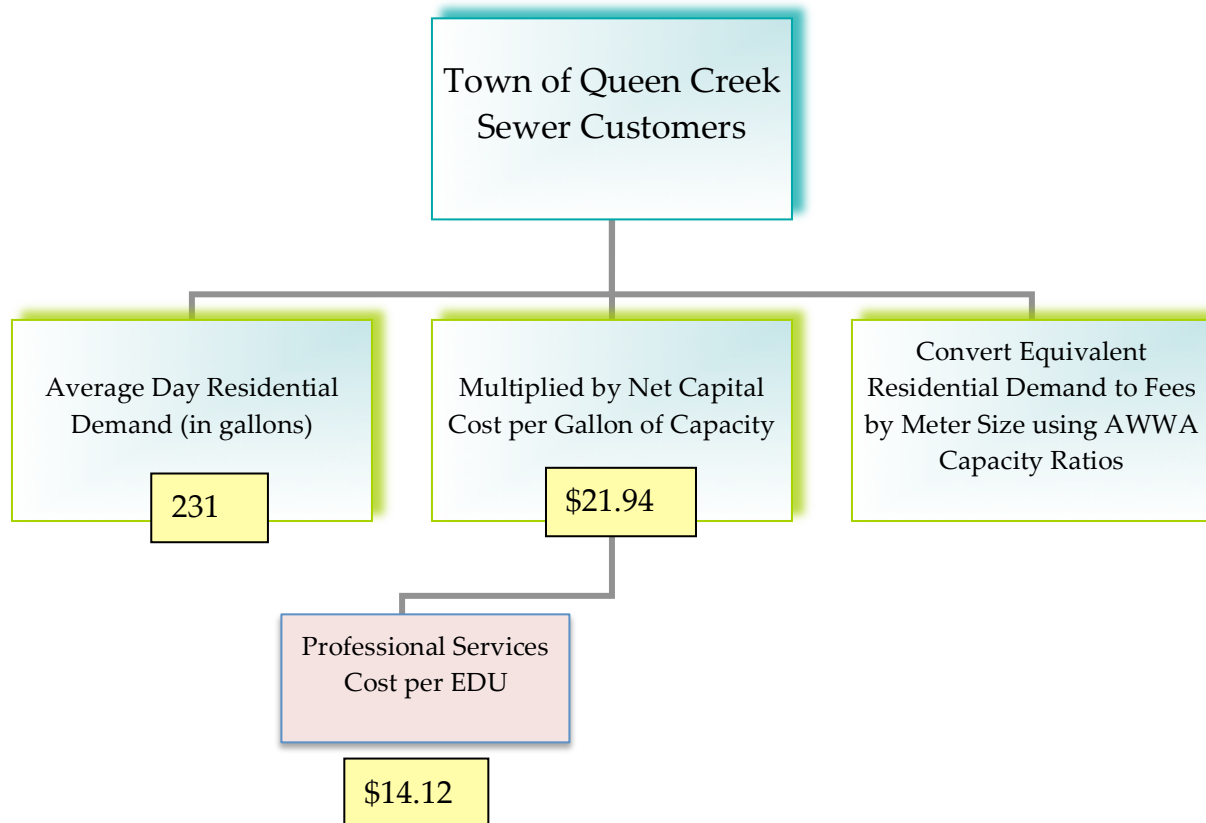 Town of Queen Creek
Sewer Customers
Average Day Residential
Demand (in gallons)
231
Multiplied by Net Capital
Cost per Gallon of Capacity
$21.94
Convert Equivalent
Residential Demand to Fees
by Meter Size using AWWA
Capacity Ratios
Professional Services
Cost per EDU
$14.12